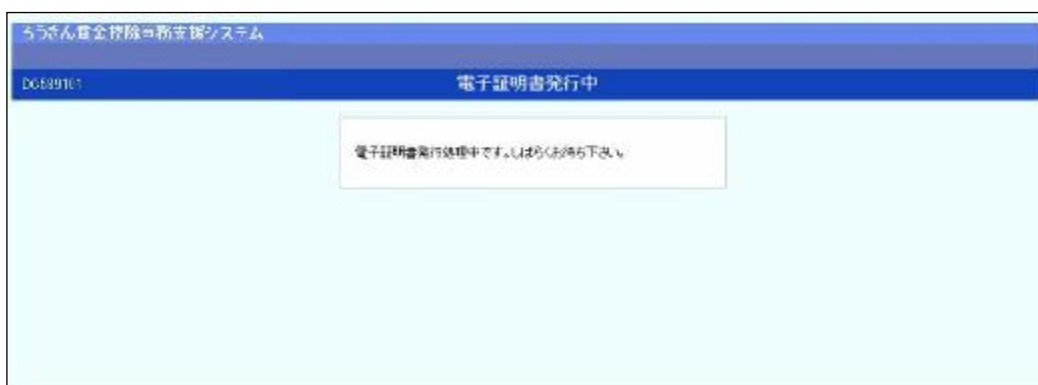 ろうきん賃金控除事務支援システム
電子証明書発行中
電子証明書発行処理中です。しばらくお待ち下さい。